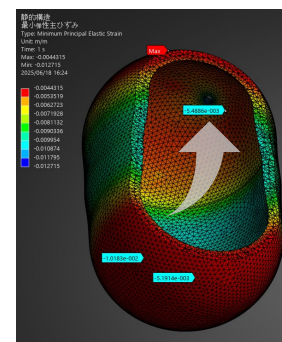 静的構造
最小弾性主ひずみ
Type: Minimum Principal Elastic Strain
Unit: m/m
Time: 1 s
Max: -0.0044315
Min: -0.012715
2025/06/18 16:24
-0.0044315
-0.0053519
-0.0062723
-0.0071928
-0.0081132
-0.0090336
-0.009954
-0.010874
-0.011795
-0.012715
Max
-5.4686e-003
-1.0183e-002
-5.1914e-003